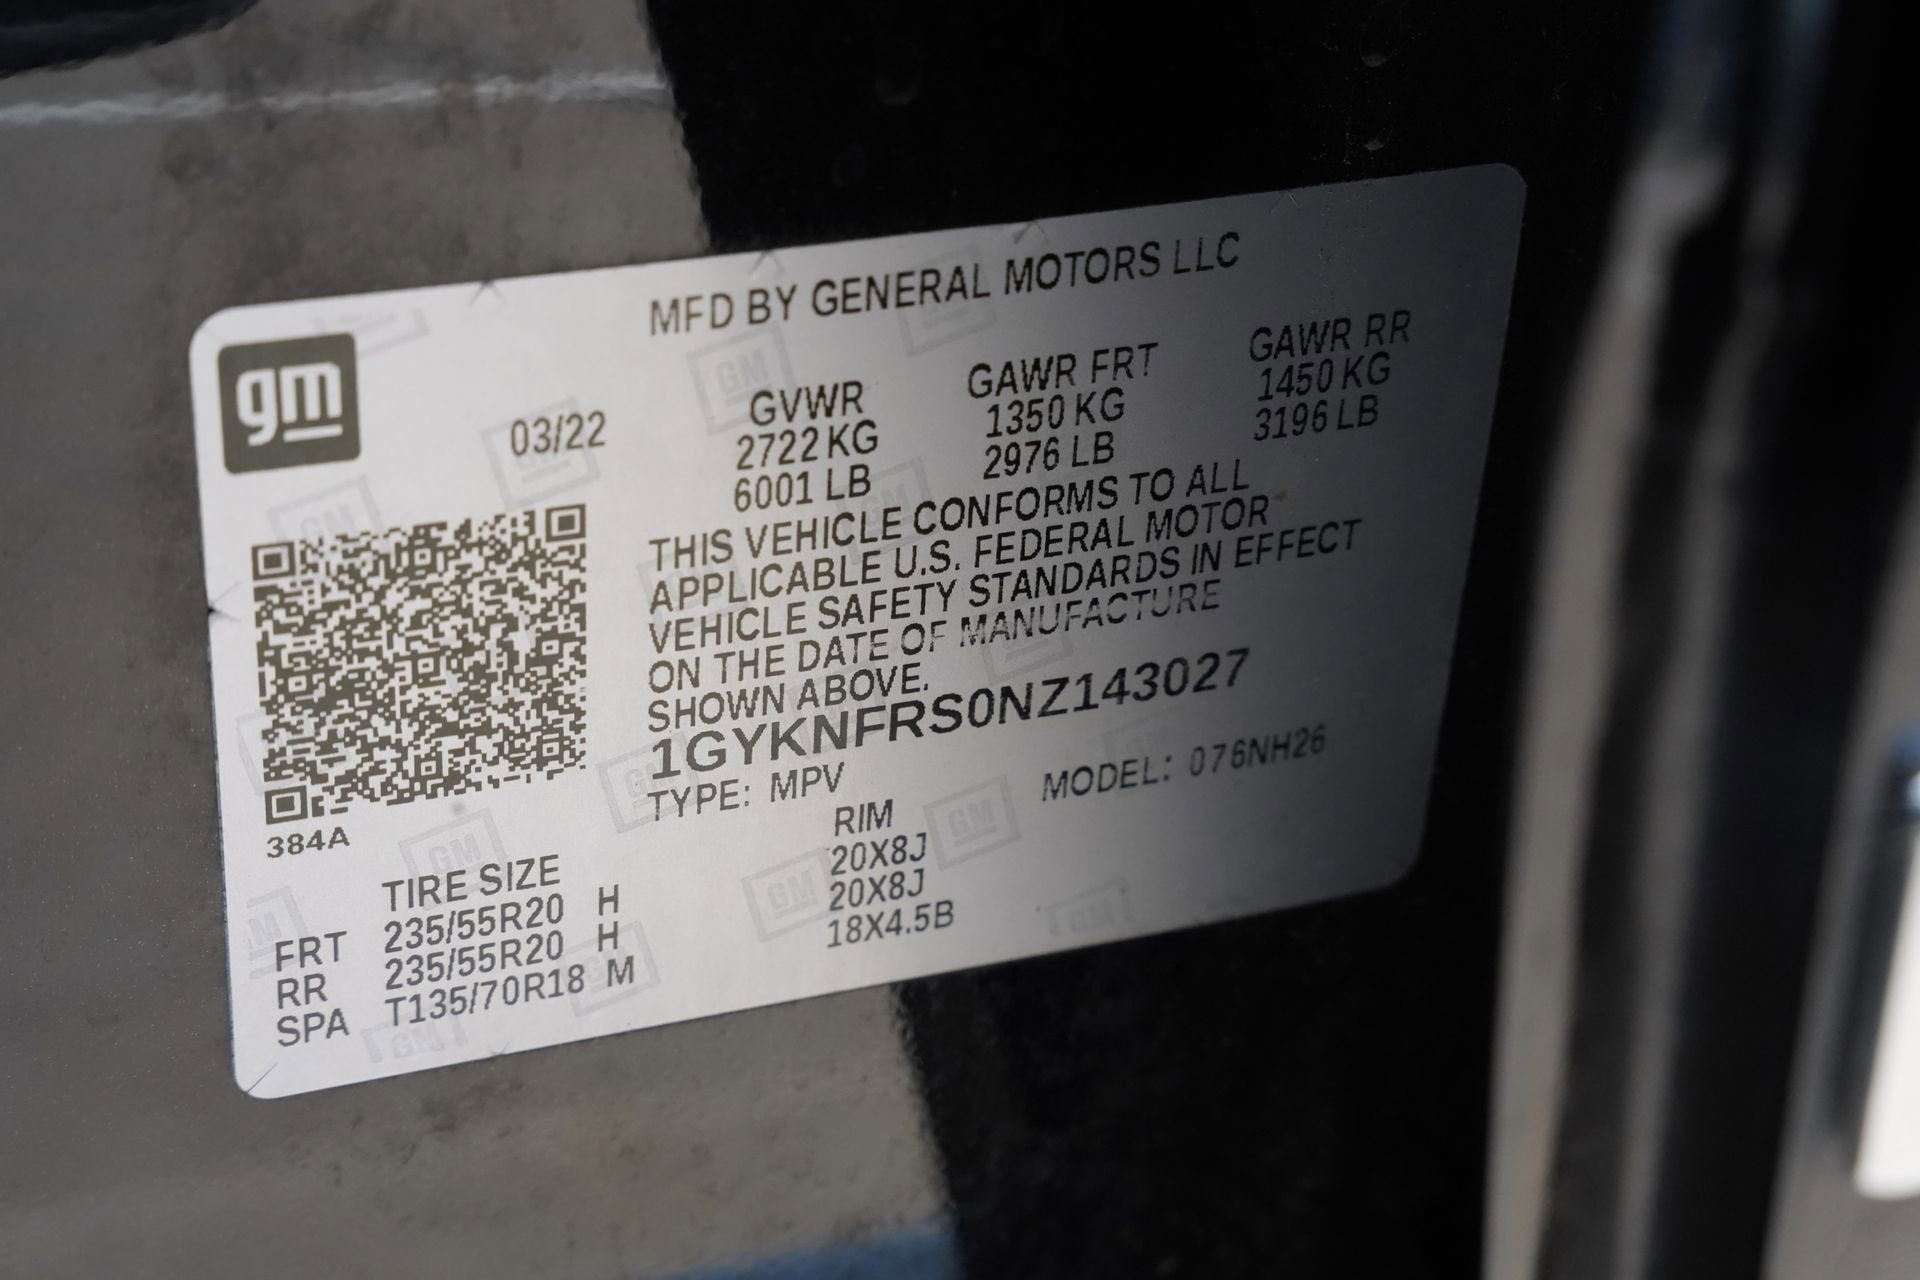 MFD BY GENERAL MOTORS LLC
gm
03/22
GVWR GAWR FRT GAWR RR
2722 KG 1350 KG 1450 KG
6001 LB 2976 LB 3196 LB
THIS VEHICLE CONFORMS TO ALL
APPLICABLE U.S. FEDERAL MOTOR
VEHICLE SAFETY STANDARDS IN EFFECT
ON THE DATE OF MANUFACTURE
SHOWN ABOVE.
1GYKNFRS0NZ143027
TYPE: MPV MODEL: 076NH26
384A
TIRE SIZE RIM
FRT 235/55R20 H 20X8J
RR 235/55R20 H 20X8J
SPA T135/70R18 M 18X4.5B